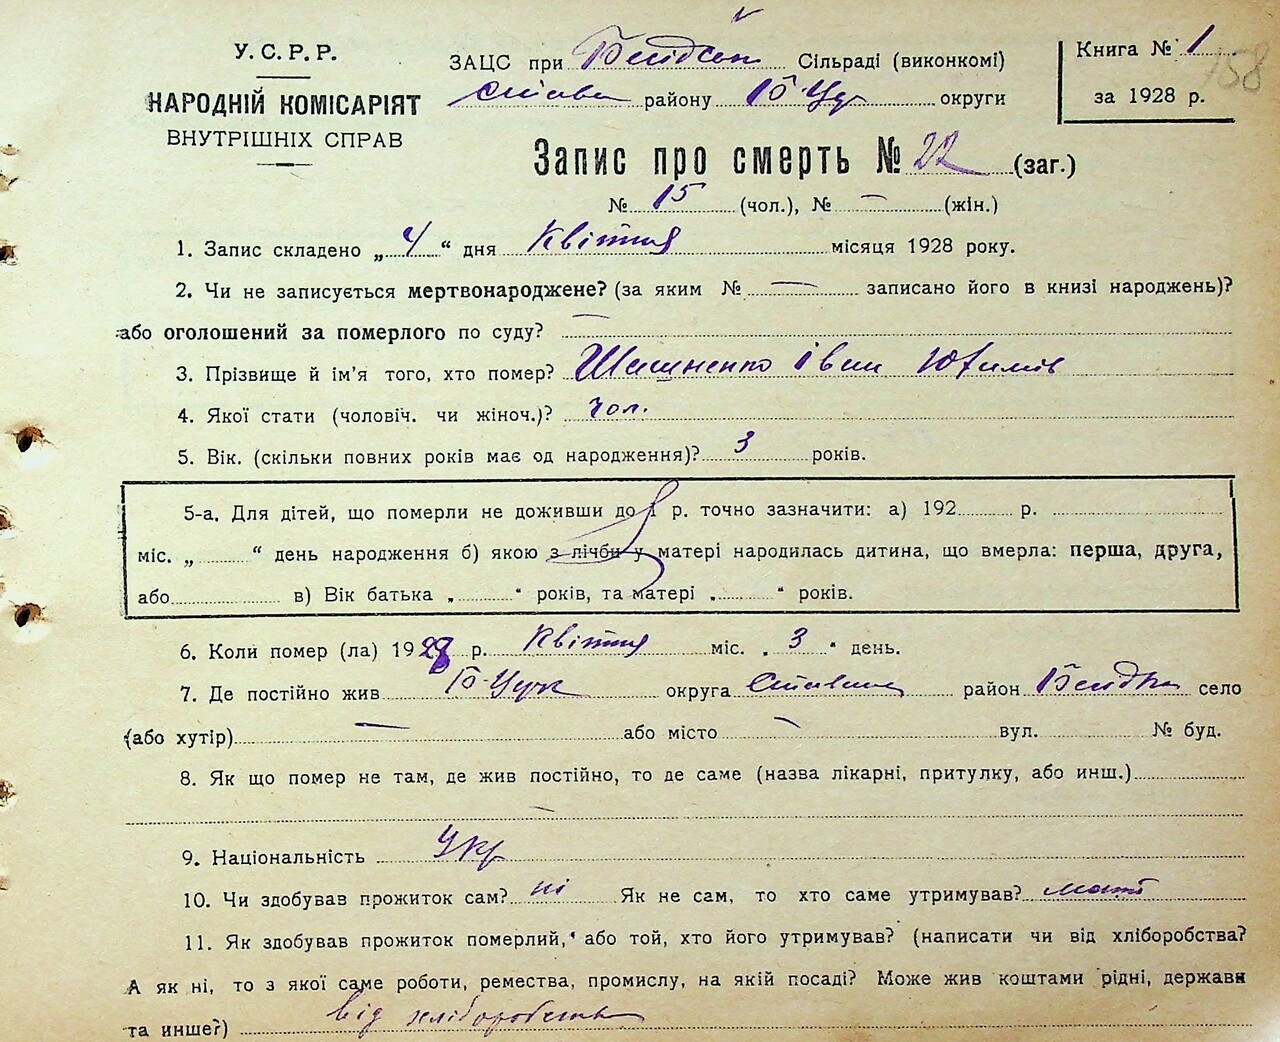 У.С.Р.Р.
НАРОДНІЙ КОМІСАРІЯТ
ВНУТРІШНІХ СПРАВ
ЗАЦС при Сільраді (виконкомі)
району округи
Книга № 1
за 1928 р.
158
Запис про смерть № 22 (заг.)
№ 15 (чол.), № — (жін.)
1. Запис складено „4“ дня Квітня місяця 1928 року.
2. Чи не записується мертвонароджене? (за яким № — записано його в книзі народжень)?
або оголошений за померлого по суду? —
3. Прізвище й ім'я того, хто помер? Іван Юхимів
4. Якої стати (чоловіч. чи жіноч.)? чол.
5. Вік. (скільки повних років має од народження)? 3 років.
5-а. Для дітей, що померли не доживши до 1 р. точно зазначити: а) 192 р.
міс. „ “ день народження б) якою з лічби у матері народилась дитина, що вмерла: перша, друга,
або в) Вік батька „ “ років, та матері „ “ років.
6. Коли помер (ла) 1928 р. Квітня міс. „ 3 “ день.
7. Де постійно жив округа район село
(або хутір) — або місто — вул. № буд.
8. Як що помер не там, де жив постійно, то де саме (назва лікарні, притулку, або инш.)
—
9. Національність Укр
10. Чи здобував прожиток сам? ні Як не сам, то хто саме утримував? мати
11. Як здобував прожиток померлий, або той, хто його утримував? (написати чи від хліборобства?
А як ні, то з якої саме роботи, ремества, промислу, на якій посаді? Може жив коштами рідні, держави
та инше?) від хліборобства